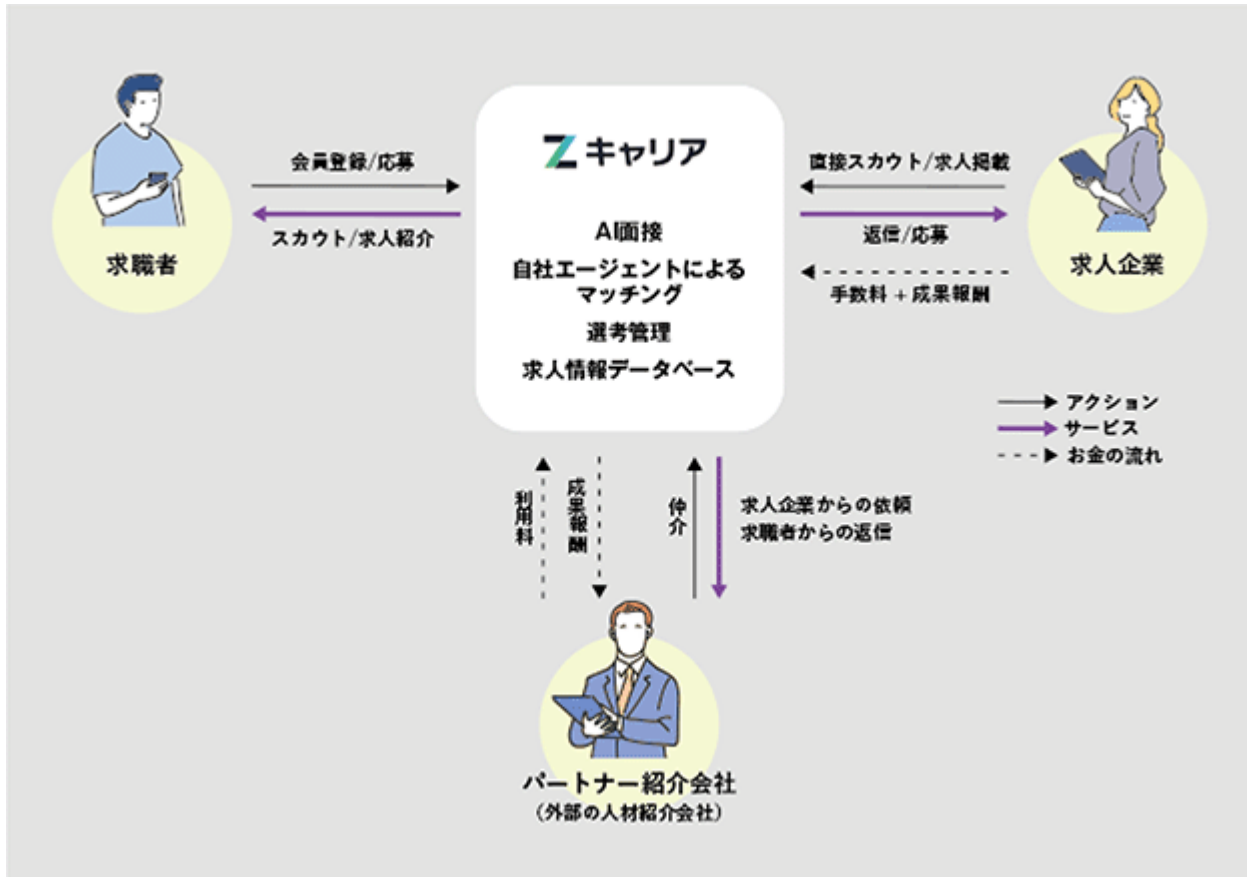 Zキャリア
AI面接
自社エージェントによる
マッチング
選考管理
求人情報データベース
会員登録/応募
スカウト/求人紹介
求職者
直接スカウト/求人掲載
返信/応募
手数料 + 成果報酬
求人企業
アクション
サービス
お金の流れ
利用料
成果報酬
仲介
求人企業からの依頼
求職者からの返信
パートナー紹介会社
(外部の人材紹介会社)